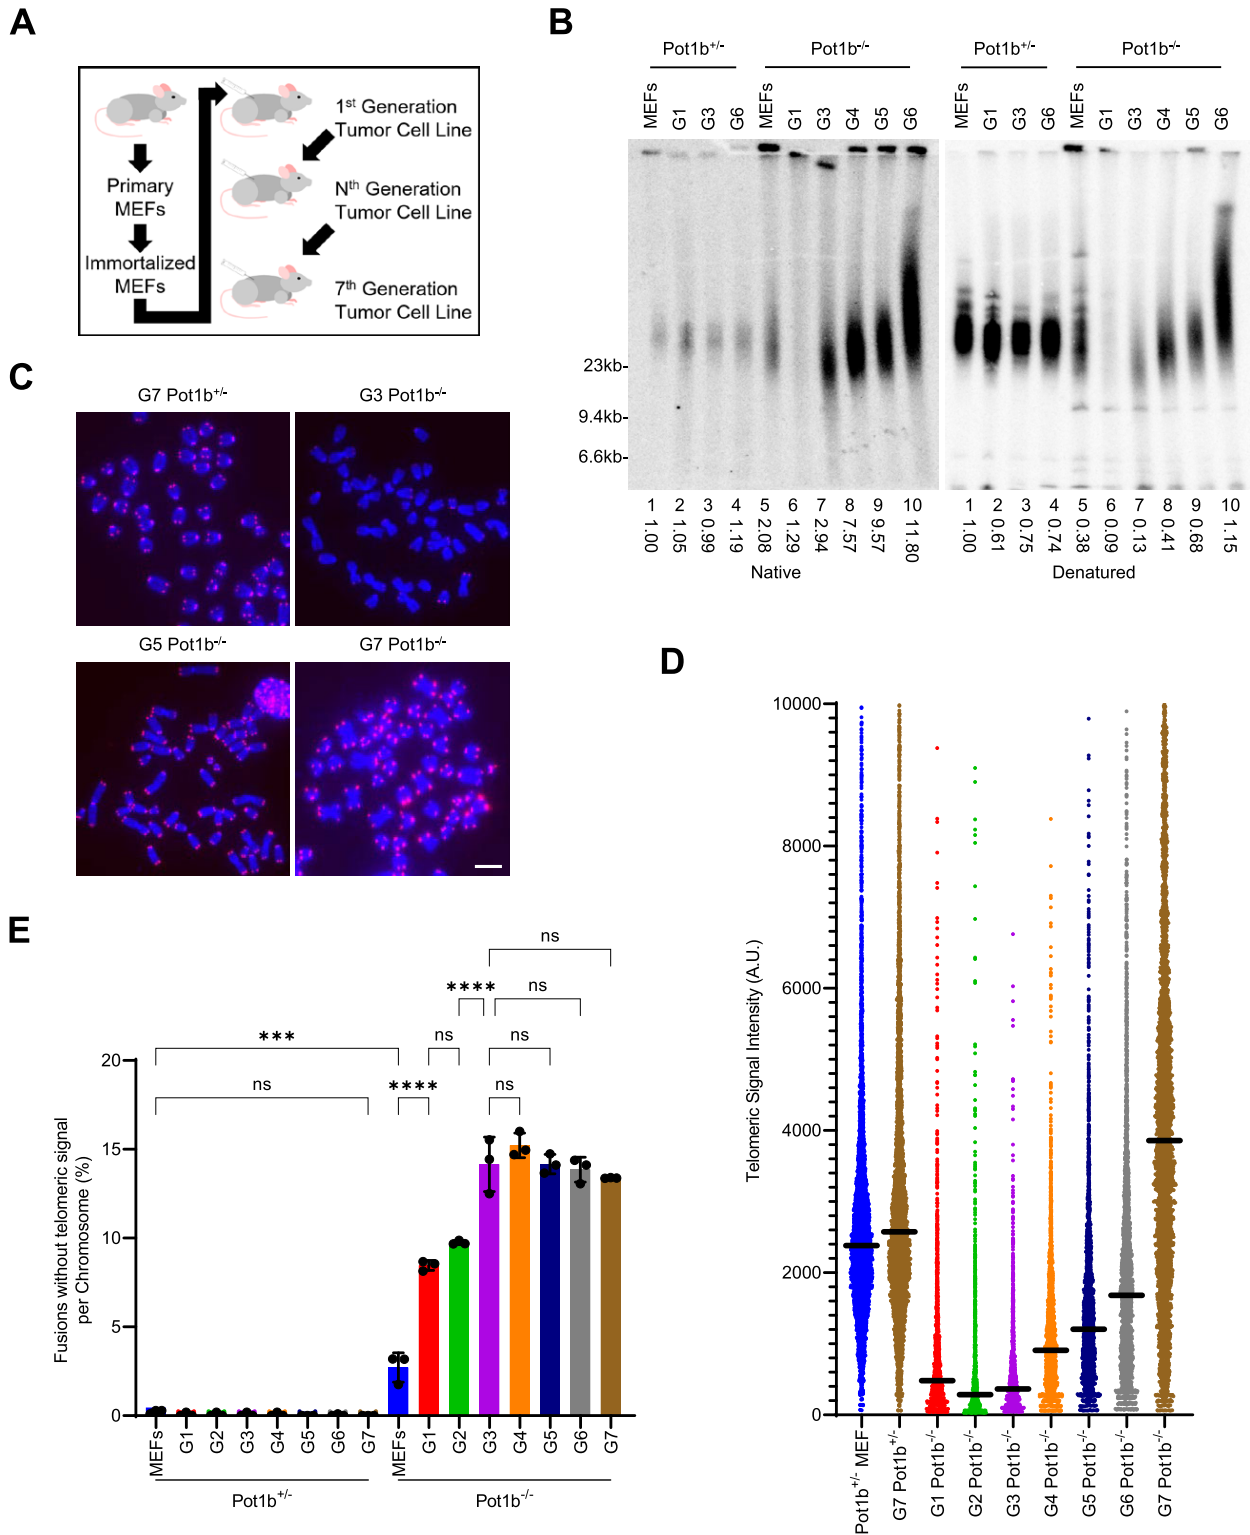 A
1st Generation
Tumor Cell Line
Nth Generation
Tumor Cell Line
7th Generation
Tumor Cell Line
Primary
MEFs
Immortalized
MEFs
B
Pot1b+/- Pot1b-/- Pot1b+/- Pot1b-/-
MEFs G1 G3 G6 MEFs G1 G3 G4 G5 G6 MEFs G1 G3 G6 MEFs G1 G3 G4 G5 G6
23kb-
9.4kb-
6.6kb-
1 2 3 4 5 6 7 8 9 10 1 2 3 4 5 6 7 8 9 10
1.00 1.05 0.99 1.19 2.08 1.29 2.94 7.57 9.57 11.80 1.00 0.61 0.75 0.74 0.38 0.09 0.13 0.41 0.68 1.15
Native Denatured
C
G7 Pot1b+/- G3 Pot1b-/-
G5 Pot1b-/- G7 Pot1b-/-
D
Telomeric Signal Intensity (A.U.)
10000
8000
6000
4000
2000
0
Pot1b+/- MEF
G7 Pot1b+/-
G1 Pot1b-/-
G2 Pot1b-/-
G3 Pot1b-/-
G4 Pot1b-/-
G5 Pot1b-/-
G6 Pot1b-/-
G7 Pot1b-/-
E
ns
**** ns
*** ns ns
ns **** ns
Fusions without telomeric signal
per Chromosome (%)
20
15
10
5
0
MEFs G1 G2 G3 G4 G5 G6 G7 MEFs G1 G2 G3 G4 G5 G6 G7
Pot1b+/- Pot1b-/-